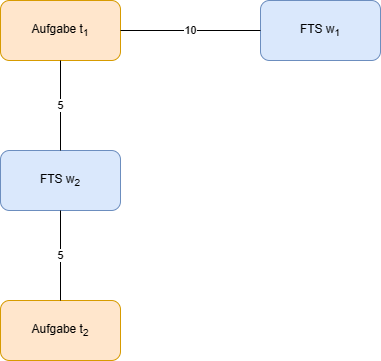 Aufgabe t₁
10
FTS w₁
5
FTS w₂
5
Aufgabe t₂